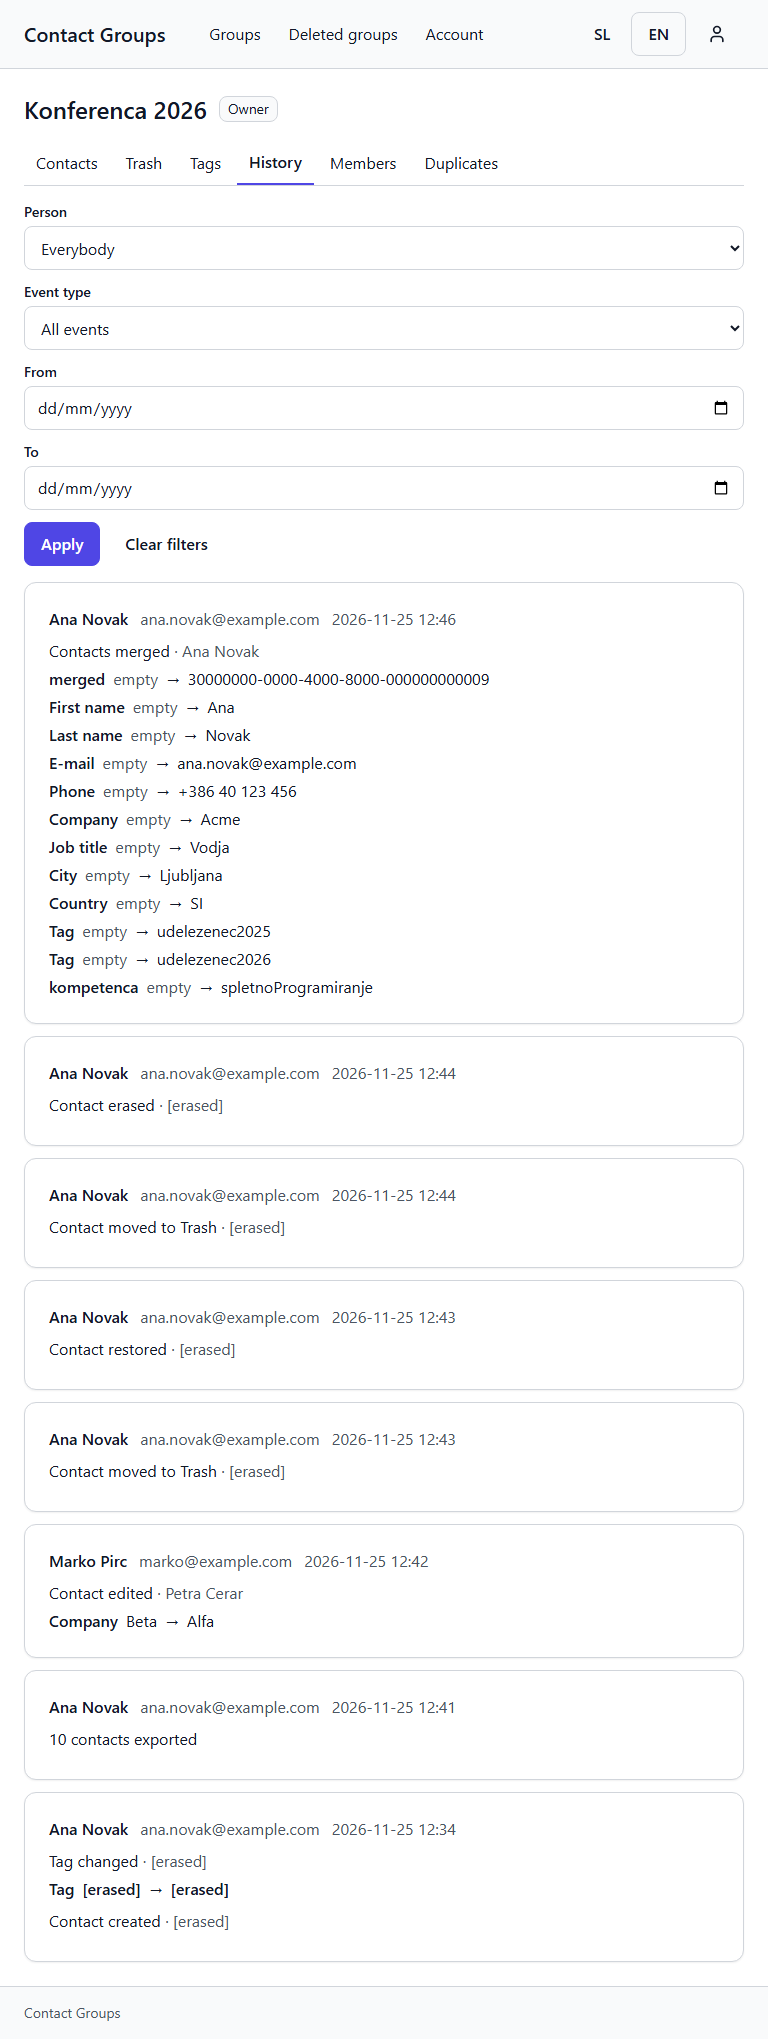 Contact Groups Groups Deleted groups Account SL EN
Konferenca 2026 Owner
Contacts Trash Tags History Members Duplicates
Person
Everybody
Event type
All events
From
dd/mm/yyyy
To
dd/mm/yyyy
Apply Clear filters
Ana Novak ana.novak@example.com 2026-11-25 12:46
Contacts merged · Ana Novak
merged empty → 30000000-0000-4000-8000-000000000009
First name empty → Ana
Last name empty → Novak
E-mail empty → ana.novak@example.com
Phone empty → +386 40 123 456
Company empty → Acme
Job title empty → Vodja
City empty → Ljubljana
Country empty → SI
Tag empty → udelezenec2025
Tag empty → udelezenec2026
kompetenca empty → spletnoProgramiranje
Ana Novak ana.novak@example.com 2026-11-25 12:44
Contact erased · [erased]
Ana Novak ana.novak@example.com 2026-11-25 12:44
Contact moved to Trash · [erased]
Ana Novak ana.novak@example.com 2026-11-25 12:43
Contact restored · [erased]
Ana Novak ana.novak@example.com 2026-11-25 12:43
Contact moved to Trash · [erased]
Marko Pirc marko@example.com 2026-11-25 12:42
Contact edited · Petra Cerar
Company Beta → Alfa
Ana Novak ana.novak@example.com 2026-11-25 12:41
10 contacts exported
Ana Novak ana.novak@example.com 2026-11-25 12:34
Tag changed · [erased]
Tag [erased] → [erased]
Contact created · [erased]
Contact Groups